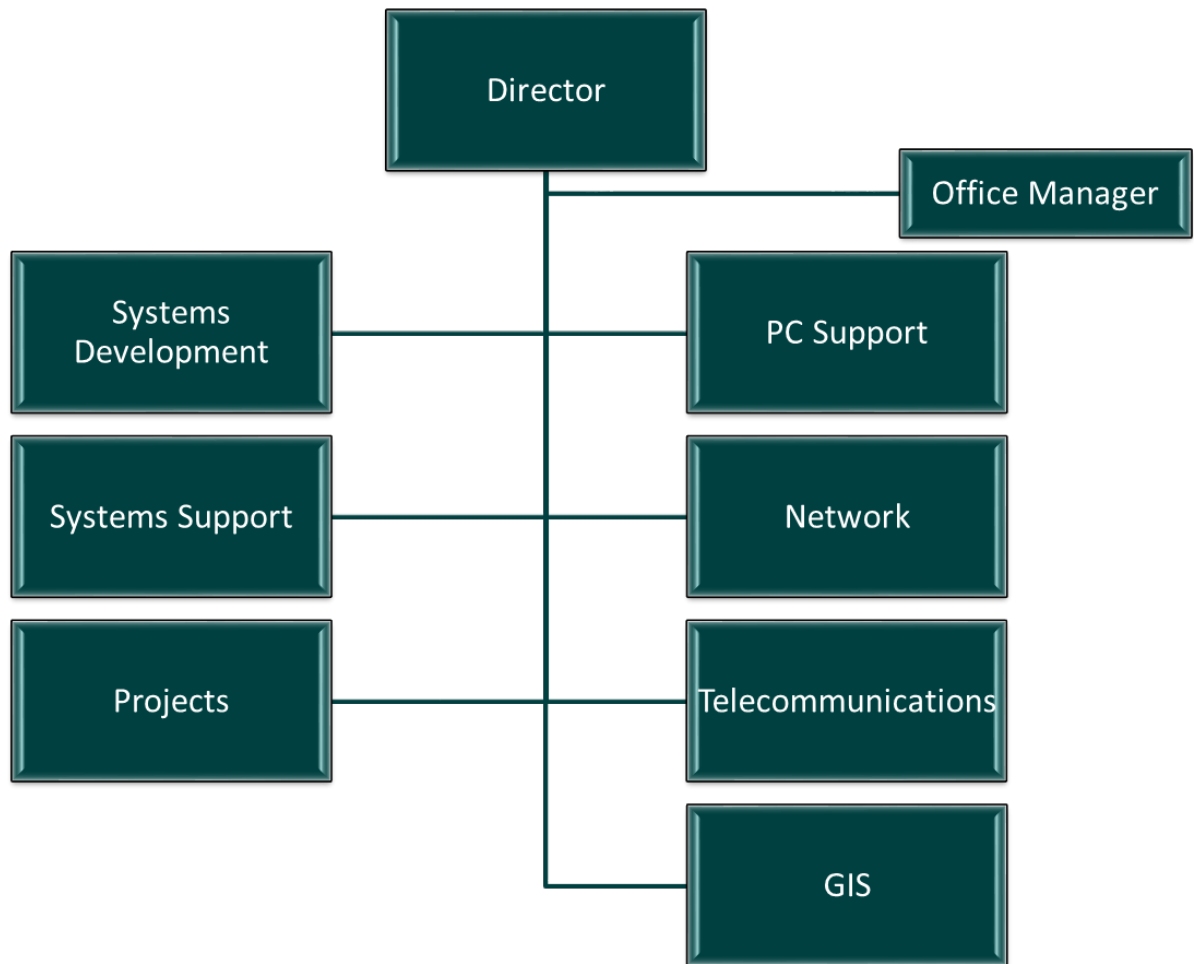 Director
Office Manager
Systems
Development
PC Support
Systems Support
Network
Projects
Telecommunications
GIS